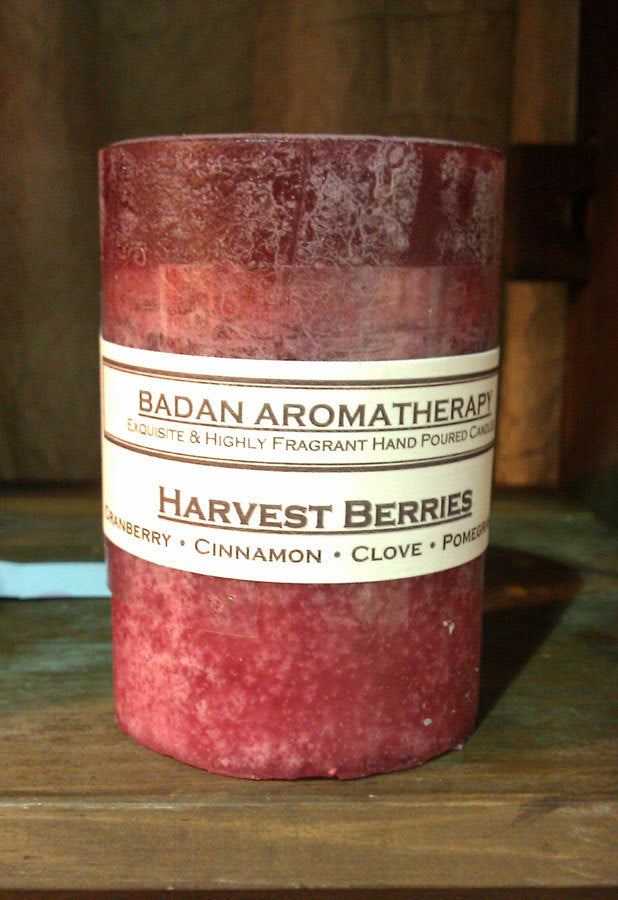 BADAN AROMATHERAPY
EXQUISITE & HIGHLY FRAGRANT HAND POURED
HARVEST BERRIES
CRANBERRY • CINNAMON • CLOVE •